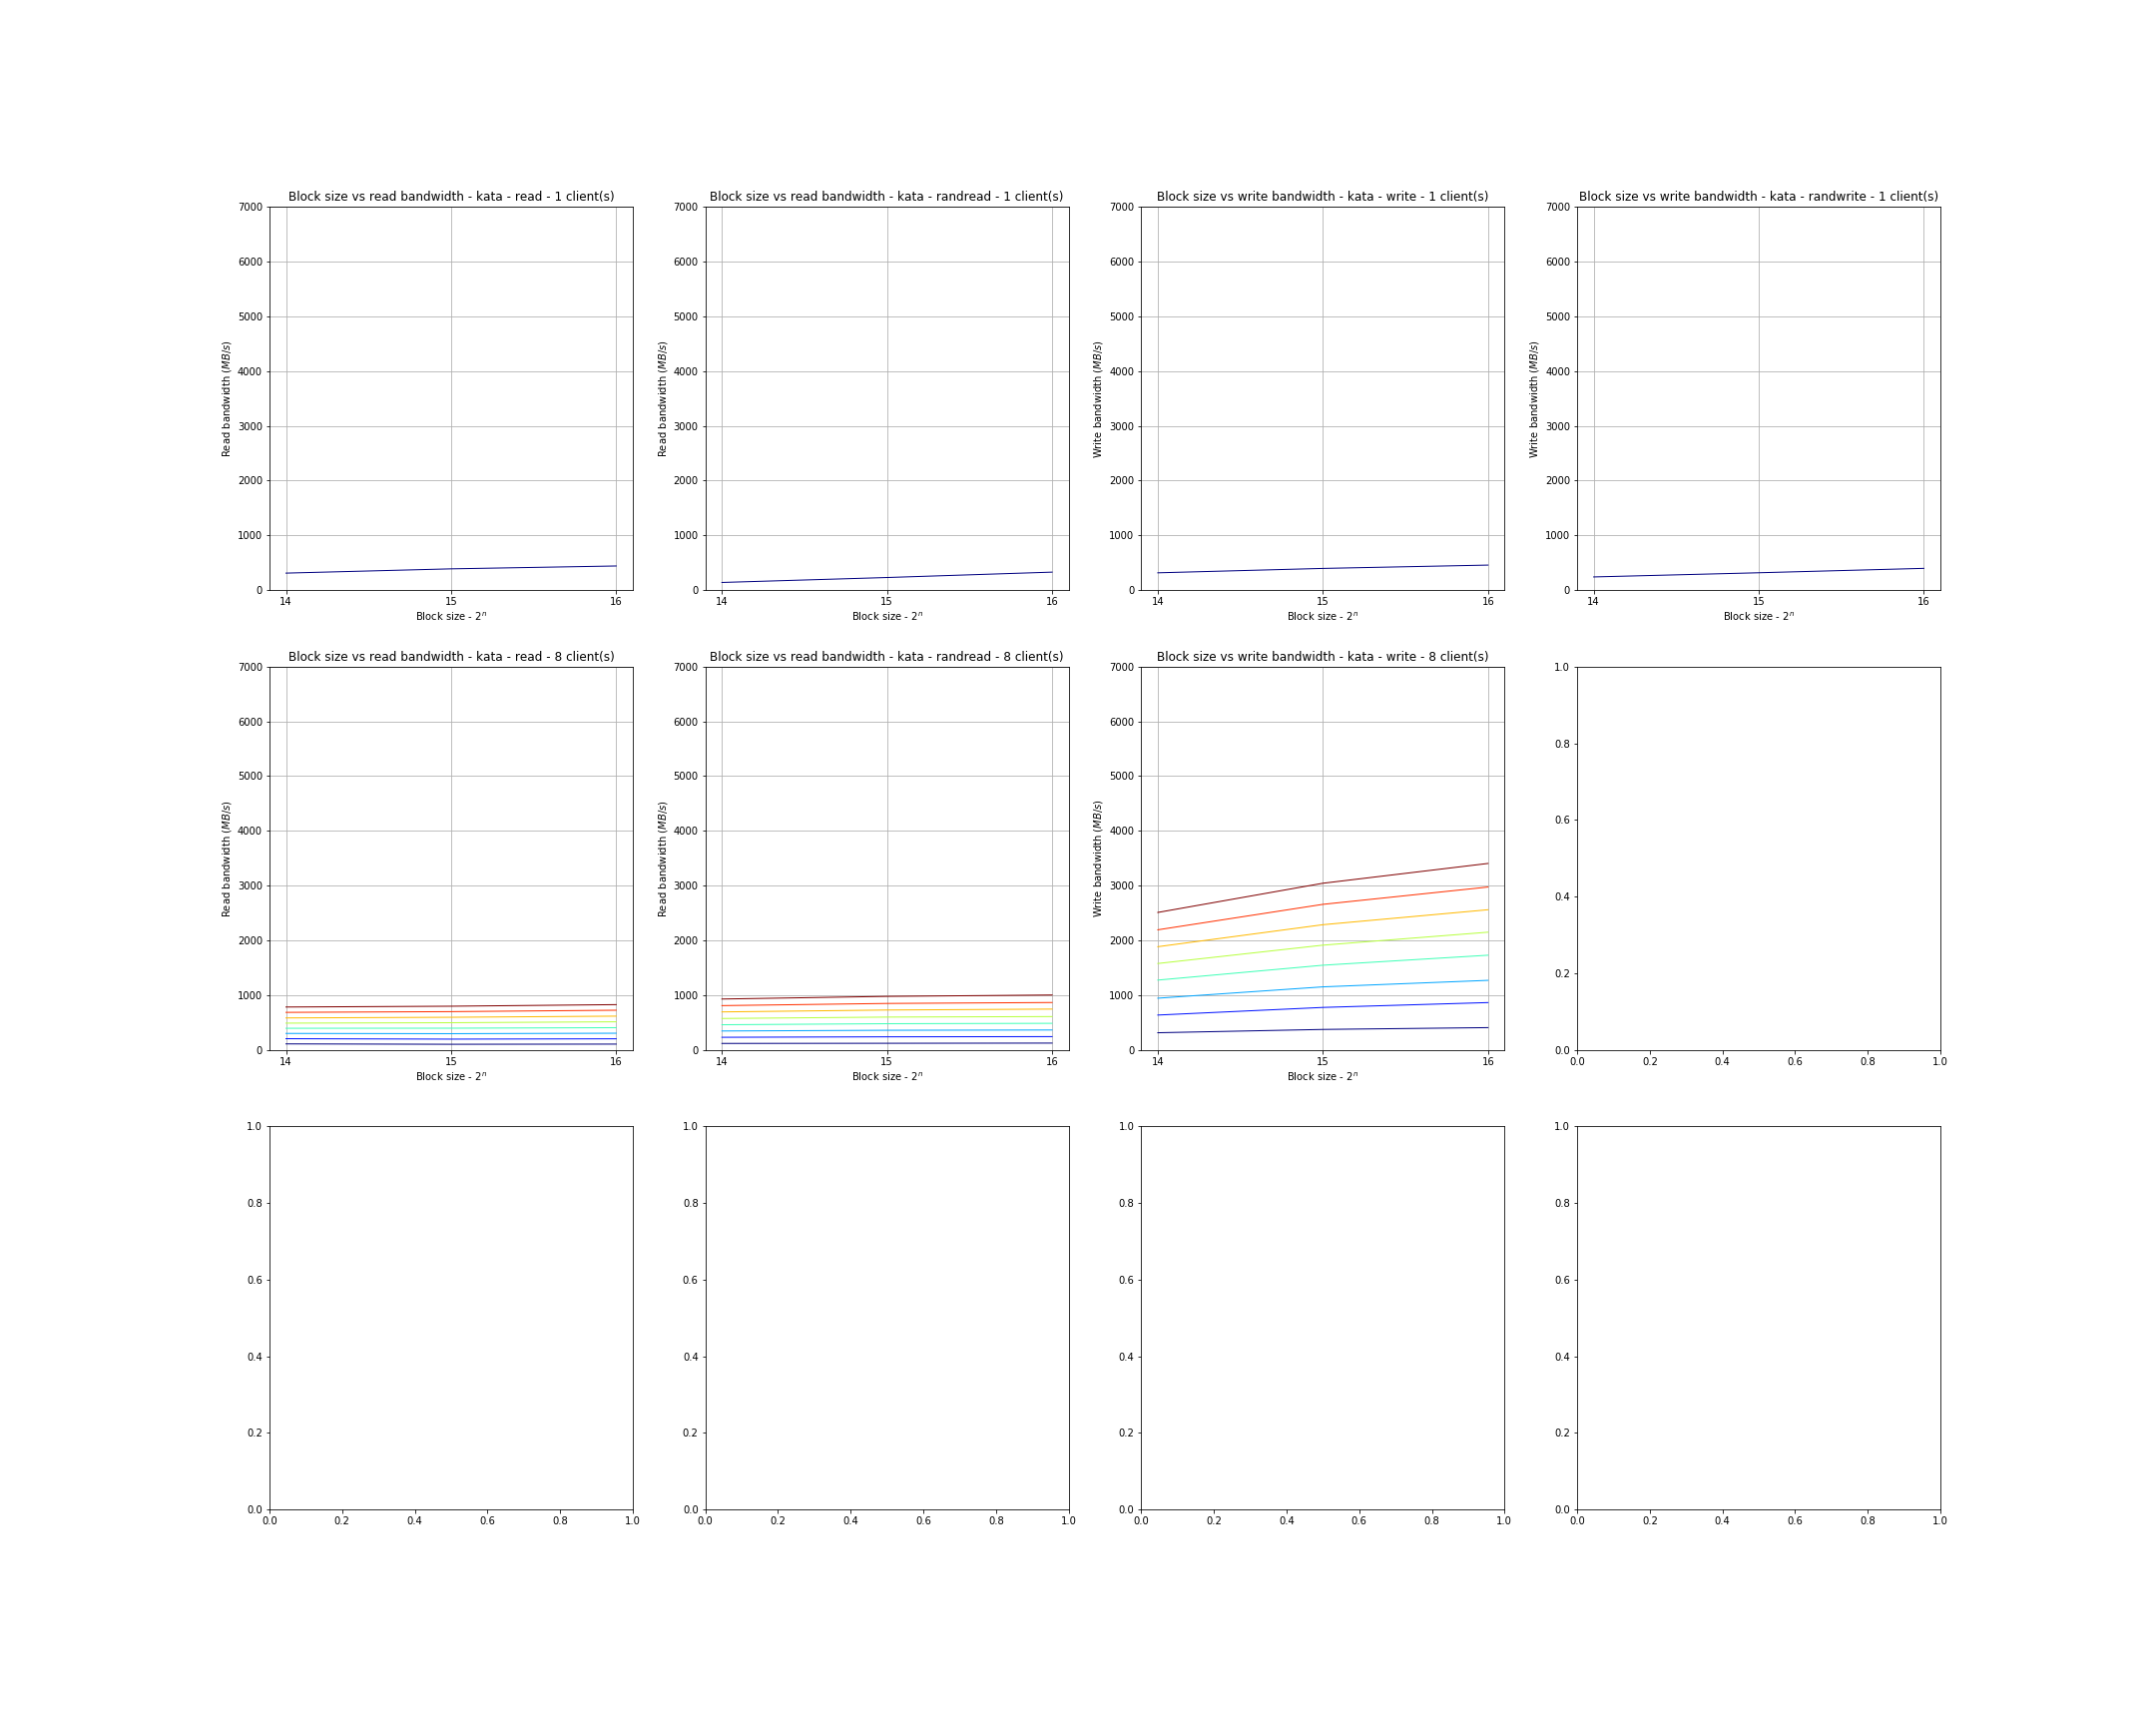 Block size vs read bandwidth - kata - read - 1 client(s)
7000
6000
5000
4000
3000
2000
1000
0
Read bandwidth (MB/s)
14 15 16
Block size - 2^n
Block size vs read bandwidth - kata - randread - 1 client(s)
7000
6000
5000
4000
3000
2000
1000
0
Read bandwidth (MB/s)
14 15 16
Block size - 2^n
Block size vs write bandwidth - kata - write - 1 client(s)
7000
6000
5000
4000
3000
2000
1000
0
Write bandwidth (MB/s)
14 15 16
Block size - 2^n
Block size vs write bandwidth - kata - randwrite - 1 client(s)
7000
6000
5000
4000
3000
2000
1000
0
Write bandwidth (MB/s)
14 15 16
Block size - 2^n
Block size vs read bandwidth - kata - read - 8 client(s)
7000
6000
5000
4000
3000
2000
1000
0
Read bandwidth (MB/s)
14 15 16
Block size - 2^n
Block size vs read bandwidth - kata - randread - 8 client(s)
7000
6000
5000
4000
3000
2000
1000
0
Read bandwidth (MB/s)
14 15 16
Block size - 2^n
Block size vs write bandwidth - kata - write - 8 client(s)
7000
6000
5000
4000
3000
2000
1000
0
Write bandwidth (MB/s)
14 15 16
Block size - 2^n
1.0
0.8
0.6
0.4
0.2
0.0
0.0 0.2 0.4 0.6 0.8 1.0
1.0
0.8
0.6
0.4
0.2
0.0
0.0 0.2 0.4 0.6 0.8 1.0
1.0
0.8
0.6
0.4
0.2
0.0
0.0 0.2 0.4 0.6 0.8 1.0
1.0
0.8
0.6
0.4
0.2
0.0
0.0 0.2 0.4 0.6 0.8 1.0
1.0
0.8
0.6
0.4
0.2
0.0
0.0 0.2 0.4 0.6 0.8 1.0